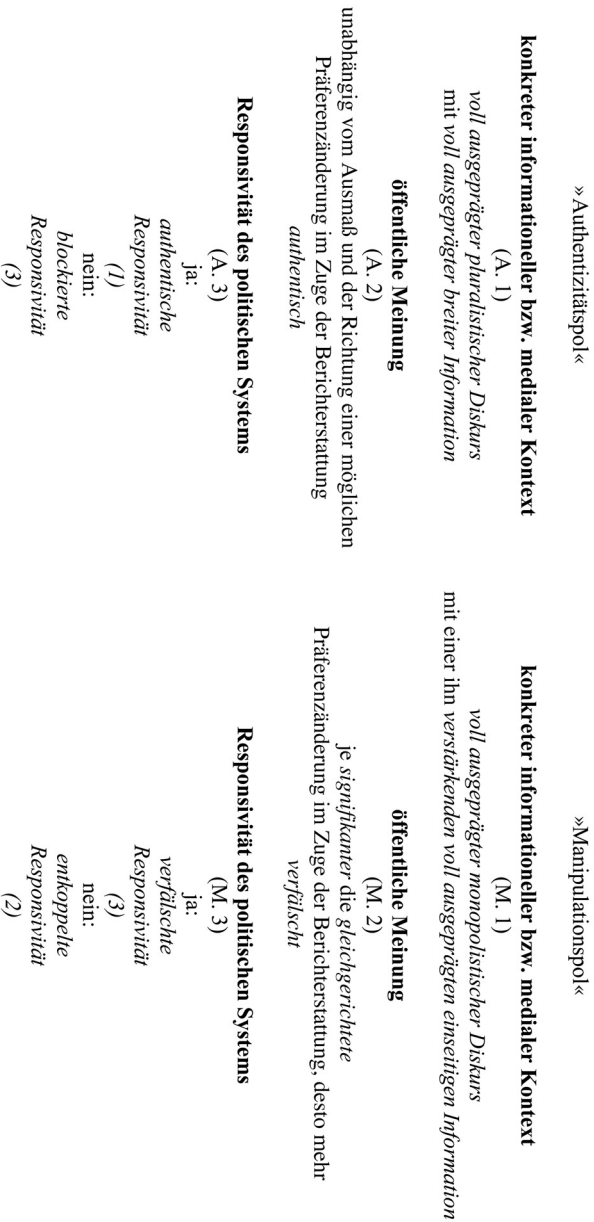 » Authentizitätspol«
konkreter informationeller bzw. medialer Kontext
(A. 1)
voll ausgeprägter pluralistischer Diskurs
mit voll ausgeprägter breiter Information
öffentliche Meinung
(A. 2)
unabhängig vom Ausmaß und der Richtung einer möglichen
Präferenzänderung im Zuge der Berichterstattung
authentisch
Responsivität des politischen Systems
(A. 3)
ja:
authentische
Responsivität
(1)
nein:
blockierte
Responsivität
(3)
»Manipulationspol«
konkreter informationeller bzw. medialer Kontext
(M. 1)
voll ausgeprägter monopolistischer Diskurs
mit einer ihn verstärkenden voll ausgeprägten einseitigen Information
öffentliche Meinung
(M. 2)
je signifikanter die gleichgerichtete
Präferenzänderung im Zuge der Berichterstattung, desto mehr
verfälscht
Responsivität des politischen Systems
(M. 3)
ja:
verfälschte
Responsivität
(3)
nein:
entkoppelte
Responsivität
(2)